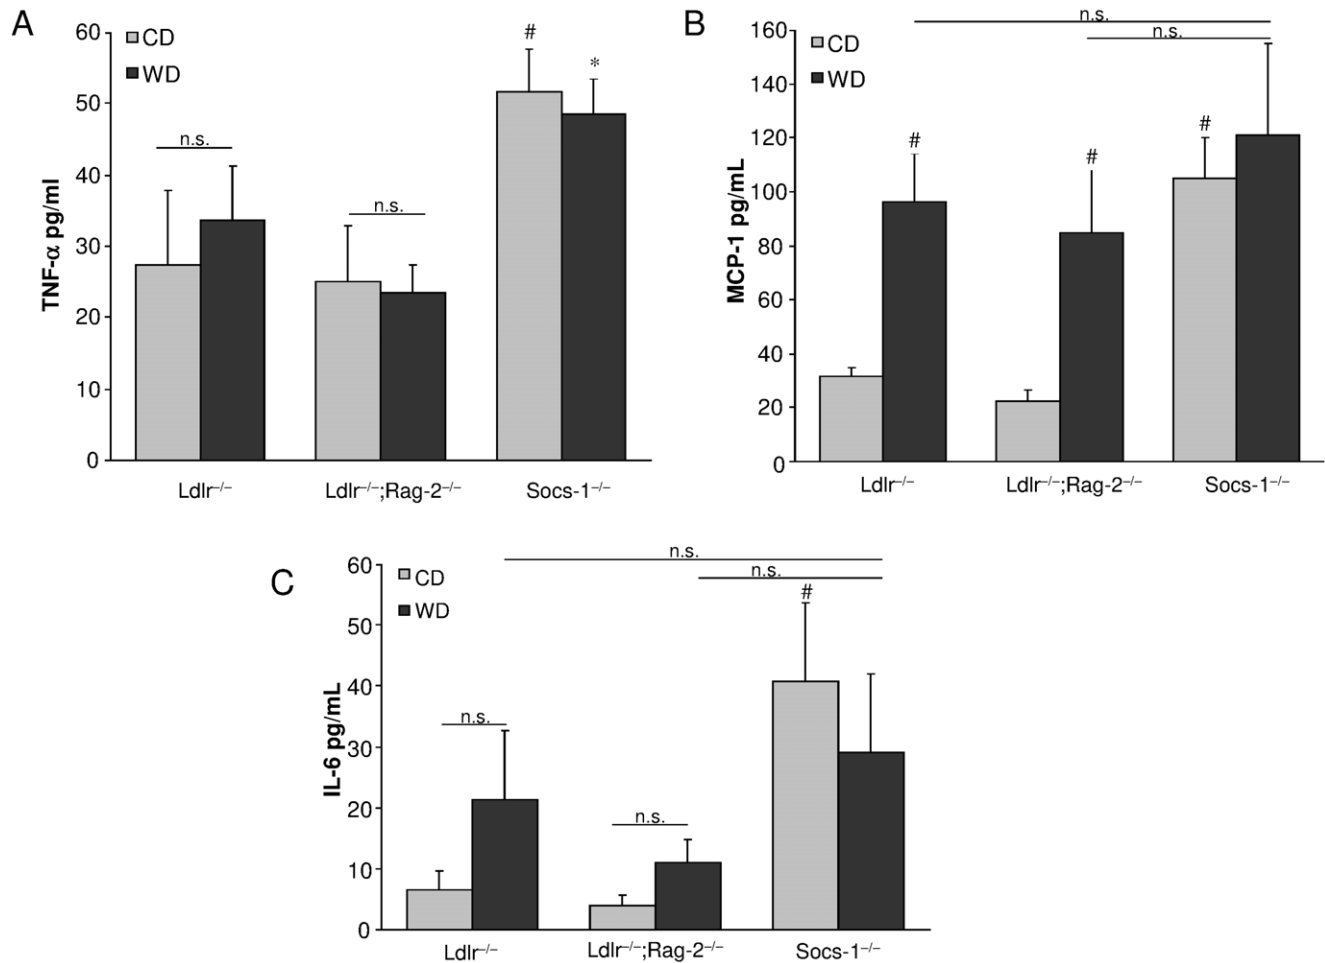 A
60
50
40
30
20
10
0
TNF-α pg/ml
CD
WD
n.s.
n.s.
#
*
Ldlr⁻/⁻
Ldlr⁻/⁻;Rag-2⁻/⁻
Socs-1⁻/⁻
B
160
140
120
100
80
60
40
20
0
MCP-1 pg/mL
CD
WD
n.s.
n.s.
#
#
#
Ldlr⁻/⁻
Ldlr⁻/⁻;Rag-2⁻/⁻
Socs-1⁻/⁻
C
60
50
40
30
20
10
0
IL-6 pg/mL
CD
WD
n.s.
n.s.
#
n.s.
n.s.
Ldlr⁻/⁻
Ldlr⁻/⁻;Rag-2⁻/⁻
Socs-1⁻/⁻